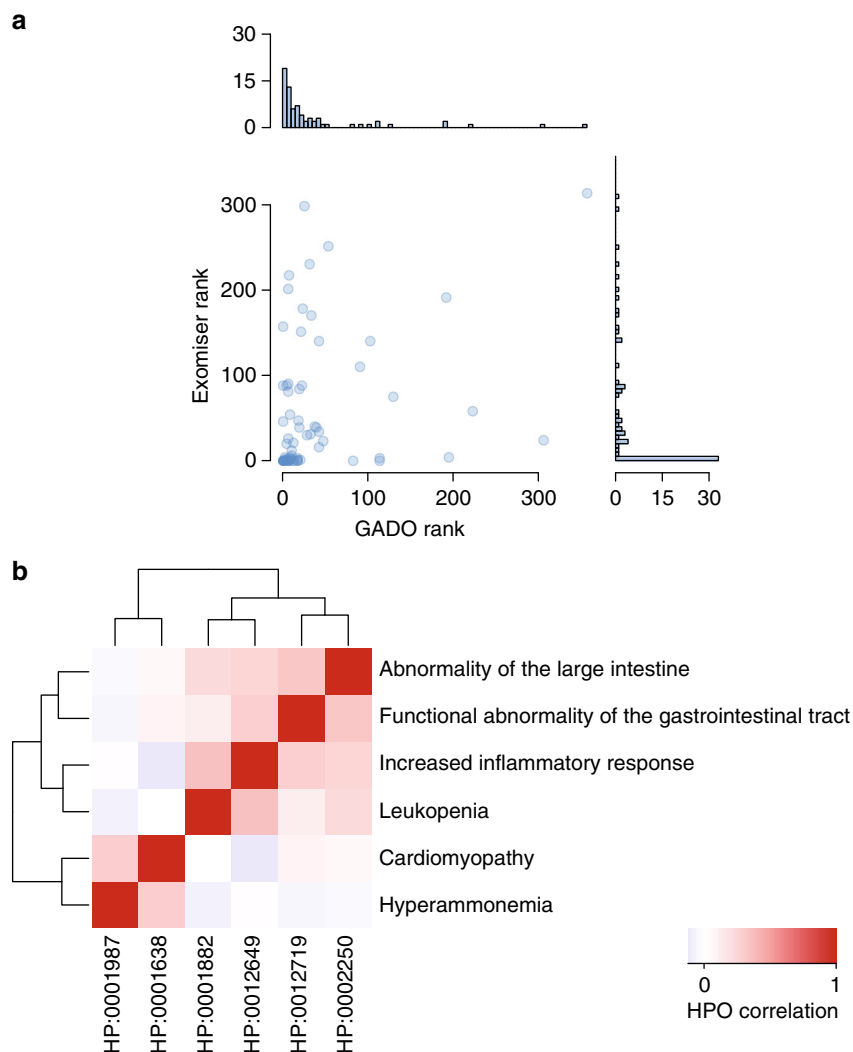 a
30
15
0
300
200
100
0
Exomiser rank
0
100
200
300
GADO rank
0
15
30
b
Abnormality of the large intestine
Functional abnormality of the gastrointestinal tract
Increased inflammatory response
Leukopenia
Cardiomyopathy
Hyperammonemia
HP:0001987
HP:0001638
HP:0001882
HP:0012649
HP:0012719
HP:0002250
0
1
HPO correlation